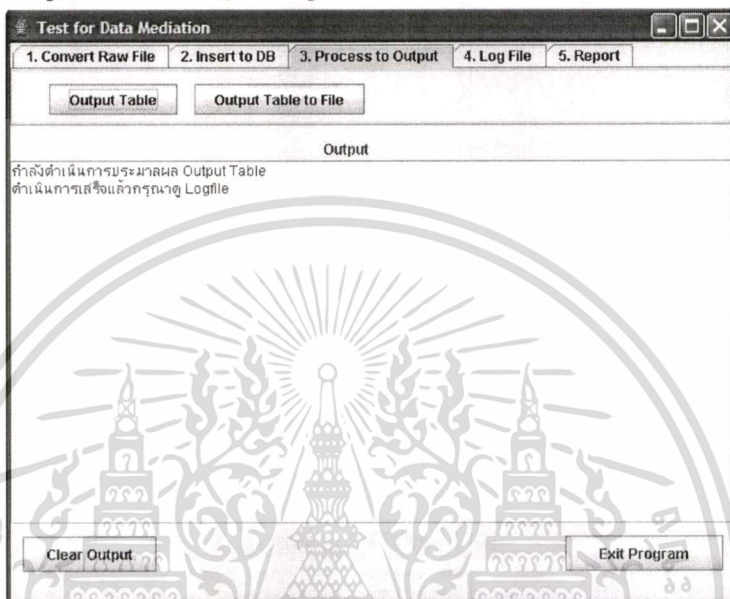 Test for Data Mediation
1. Convert Raw File 2. Insert to DB 3. Process to Output 4. Log File 5. Report
Output Table Output Table to File
Output
กำลังดำเนินการประมาลผล Output Table
ดำเนินการเสร็จแล้วกรุณาดู Logfile
Clear Output Exit Program